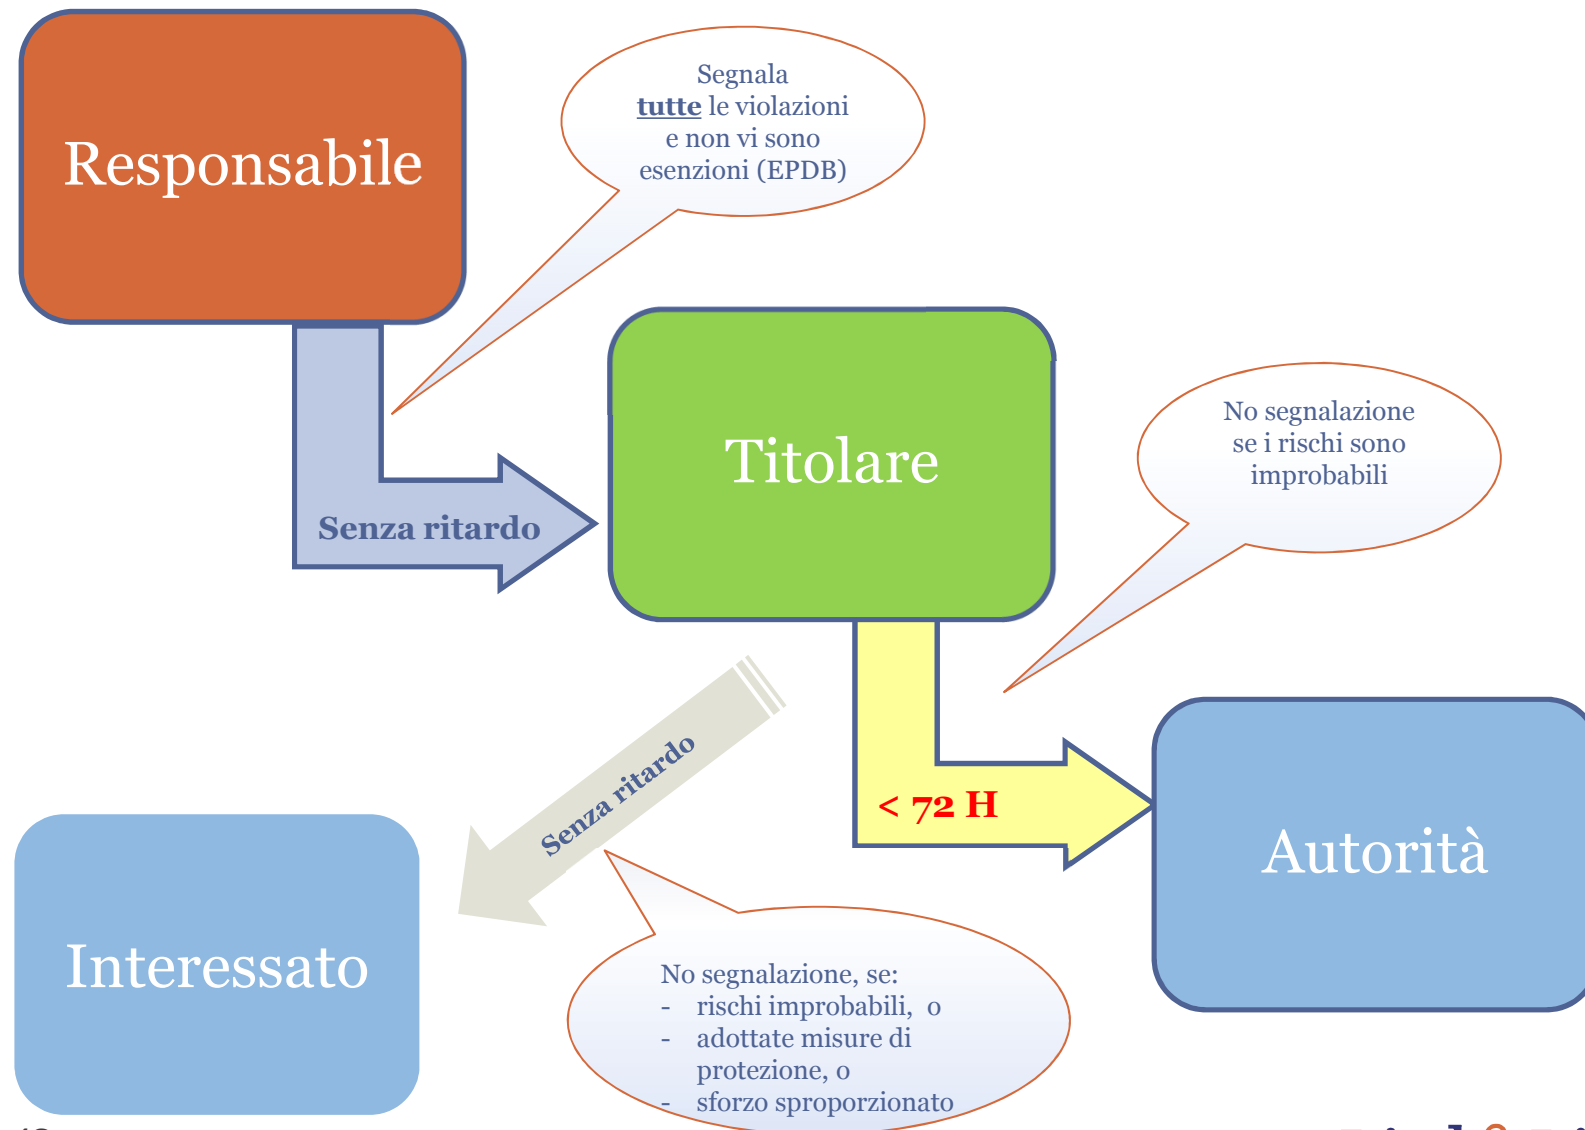 Responsabile
Segnala
tutte le violazioni
e non vi sono
esenzioni (EPDB)
Senza ritardo
Titolare
No segnalazione
se i rischi sono
improbabili
Senza ritardo
< 72 H
Autorità
Interessato
No segnalazione, se:
- rischi improbabili, o
- adottate misure di
protezione, o
- sforzo sproporzionato